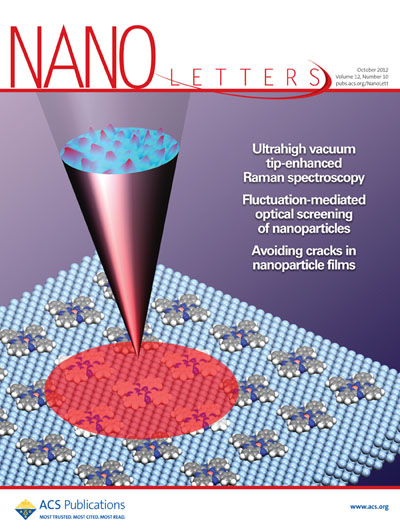 NANO LETTERS
October 2012
Volume 12, Number 10
pubs.acs.org/NanoLett
Ultrahigh vacuum
tip-enhanced
Raman spectroscopy
Fluctuation-mediated
optical screening
of nanoparticles
Avoiding cracks in
nanoparticle films
ACS Publications
MOST TRUSTED. MOST CITED. MOST READ.
www.acs.org